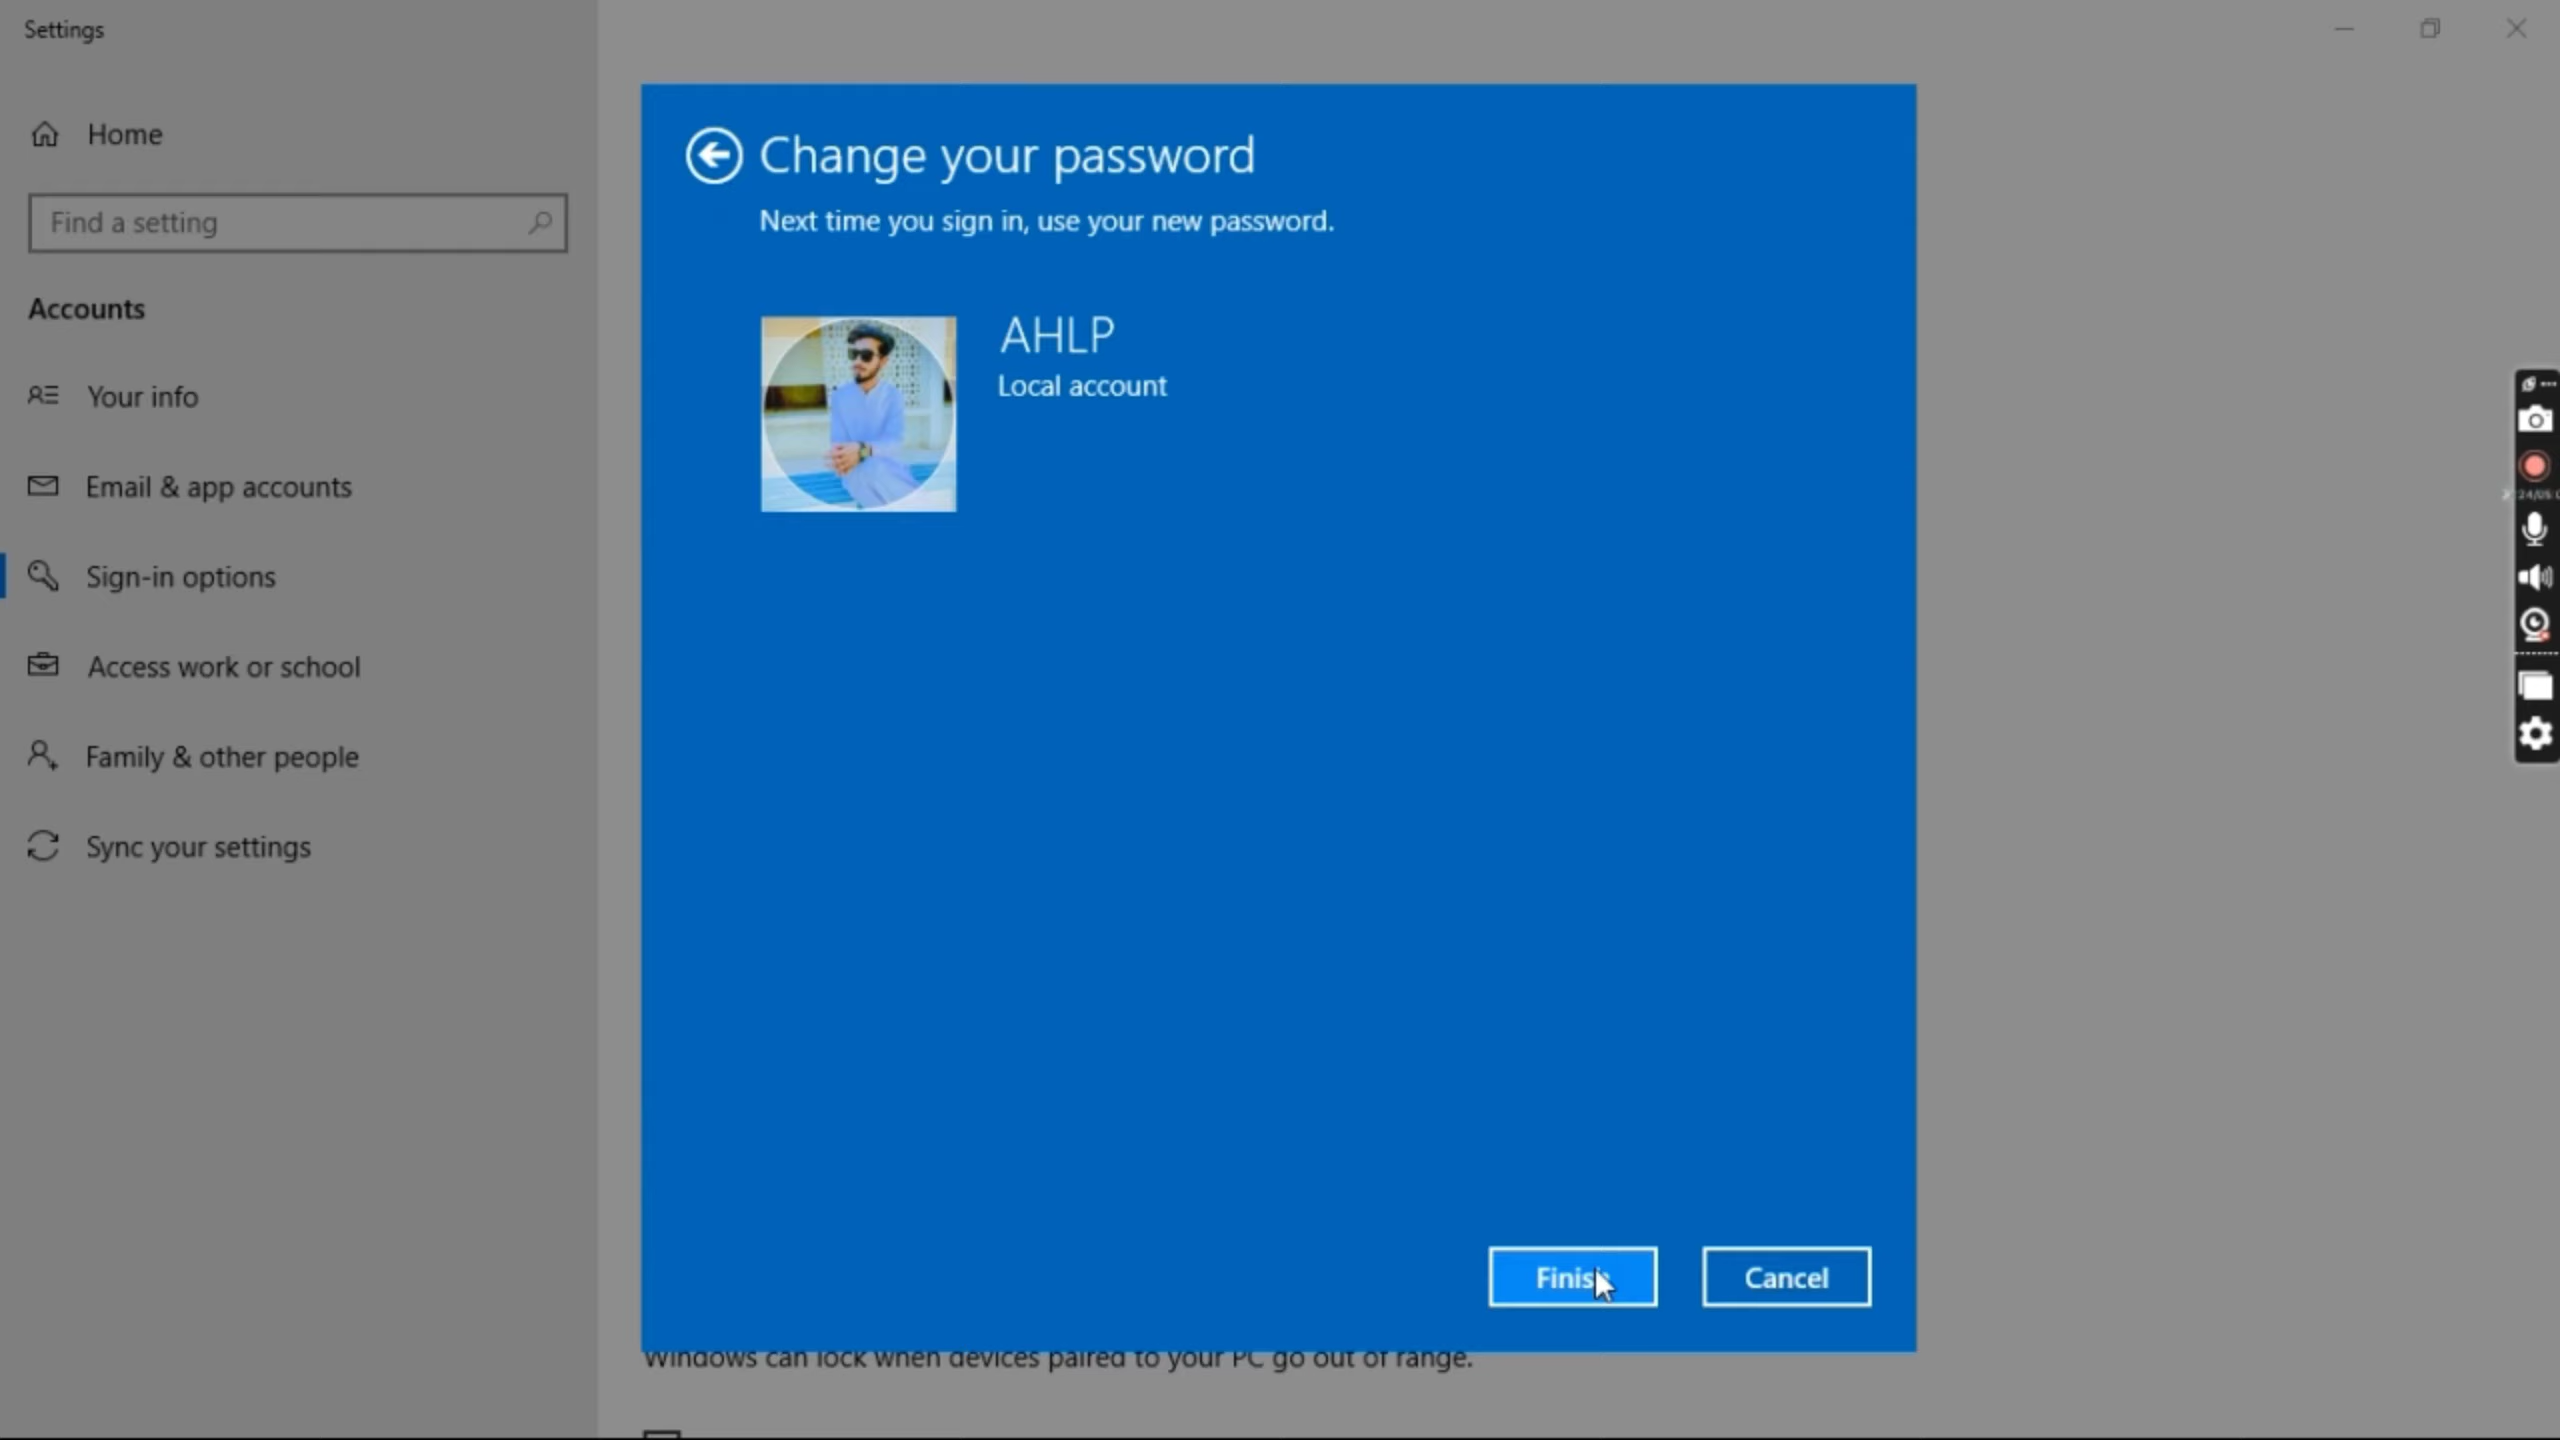 Settings
Home
Find a setting
Accounts
Your info
Email & app accounts
Sign-in options
Access work or school
Family & other people
Sync your settings
Change your password
Next time you sign in, use your new password.
AHLP
Local account
Cancel
Windows can lock when devices paired to your PC go out of range.